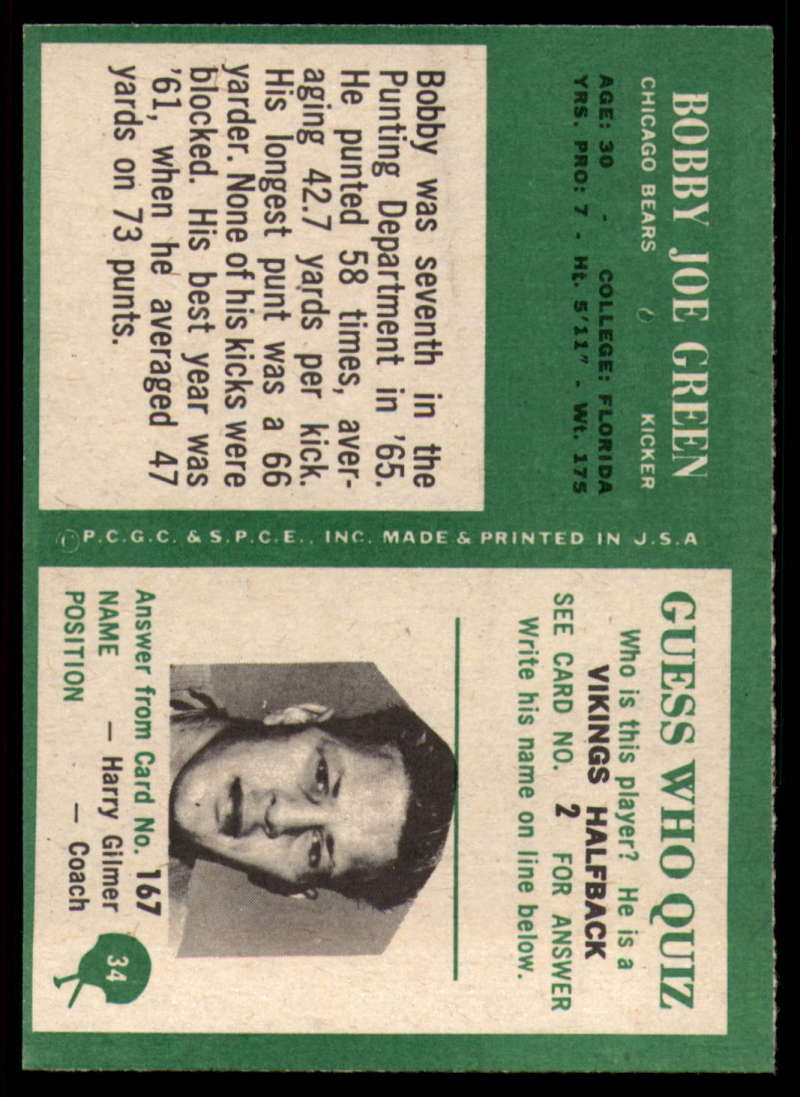 BOBBY JOE GREEN
CHICAGO BEARS KICKER
AGE: 30 - COLLEGE: FLORIDA
YRS. PRO: 7 - Ht. 5'11" - Wt. 175
Bobby was seventh in the
Punting Department in '65.
He punted 58 times, aver-
aging 42.7 yards per kick.
His longest punt was a 66
yarder. None of his kicks were
blocked. His best year was
'61, when he averaged 47
yards on 73 punts.
© P.C.G.C. & S.P.C.E., INC. MADE & PRINTED IN U.S.A
GUESS WHO QUIZ
Who is this player? He is a
VIKINGS HALFBACK
SEE CARD NO. 2 FOR ANSWER
Write his name on line below.
Answer from Card No. 167
NAME — Harry Gilmer
POSITION — Coach
34